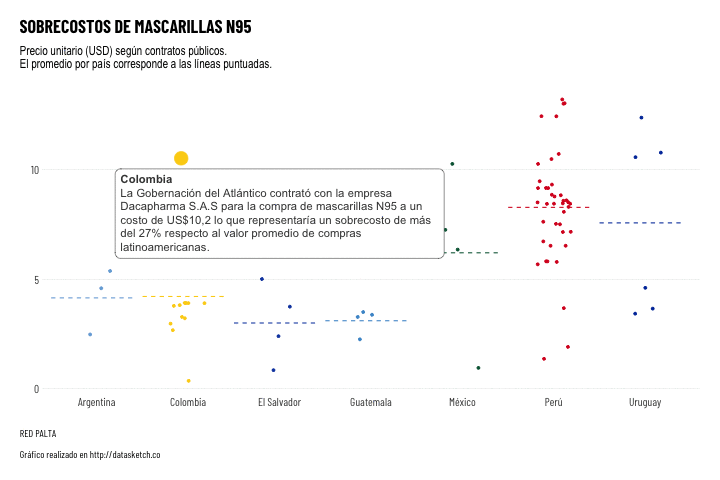 SOBRECOSTOS DE MASCARILLAS N95
Precio unitario (USD) según contratos públicos.
El promedio por país corresponde a las líneas puntuadas.
10
Colombia
La Gobernación del Atlántico contrató con la empresa
Dacapharma S.A.S para la compra de mascarillas N95 a un
costo de US$10,2 lo que representaría un sobrecosto de más
del 27% respecto al valor promedio de compras
latinoamericanas.
5
0
Argentina
Colombia
El Salvador
Guatemala
México
Perú
Uruguay
RED PALTA
Gráfico realizado en http://datasketch.co